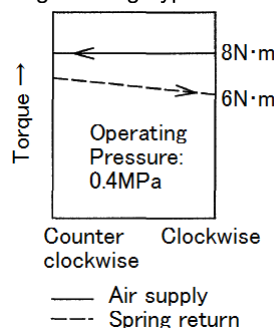 Torque →
8N·m
6N·m
Operating
Pressure:
0.4MPa
Counter
clockwise
Clockwise
Air supply
Spring return